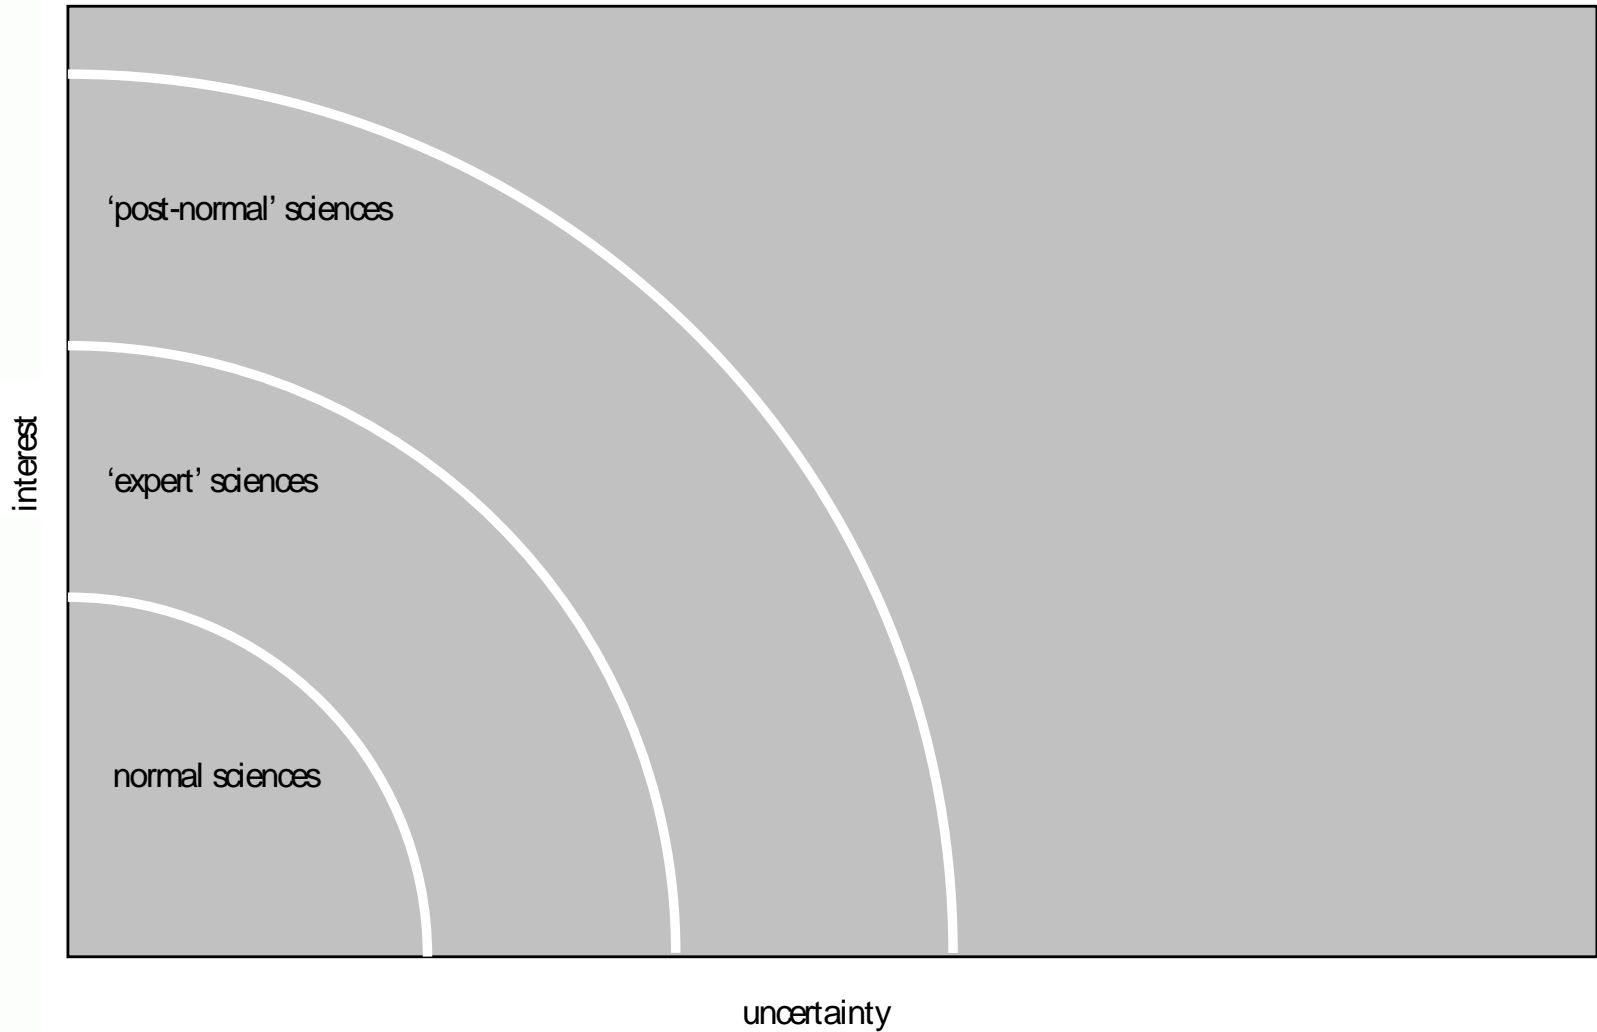 ‘post-normal’ sciences
interest
‘expert’ sciences
normal sciences
uncertainty